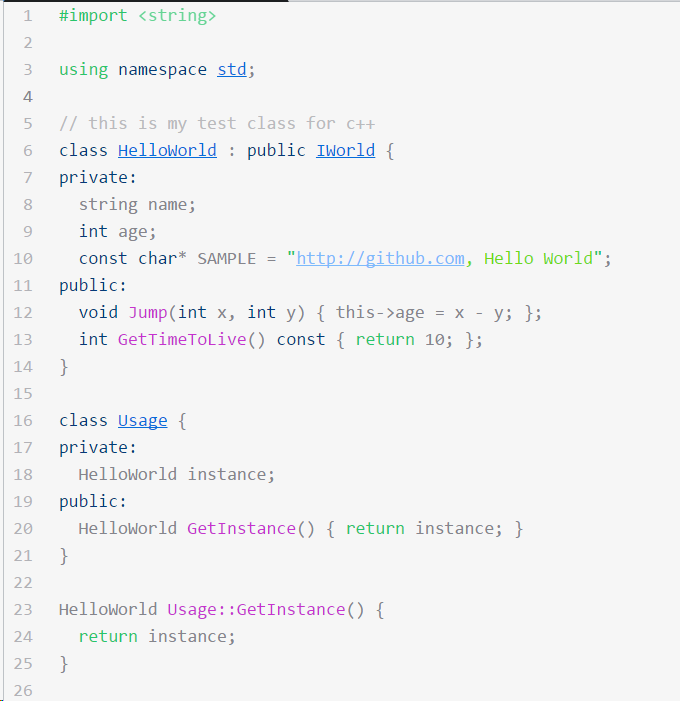 1 #import <string>
2
3 using namespace std;
4
5 // this is my test class for c++
6 class HelloWorld : public IWorld {
7 private:
8   string name;
9   int age;
10   const char* SAMPLE = "http://github.com, Hello World";
11 public:
12   void Jump(int x, int y) { this->age = x - y; };
13   int GetTimeToLive() const { return 10; };
14 }
15
16 class Usage {
17 private:
18   HelloWorld instance;
19 public:
20   HelloWorld GetInstance() { return instance; }
21 }
22
23 HelloWorld Usage::GetInstance() {
24   return instance;
25 }
26